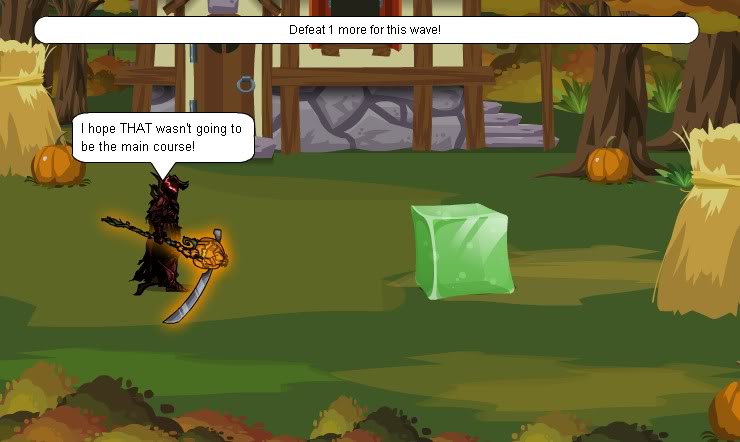 Defeat 1 more for this wave!
I hope THAT wasn't going to
be the main course!